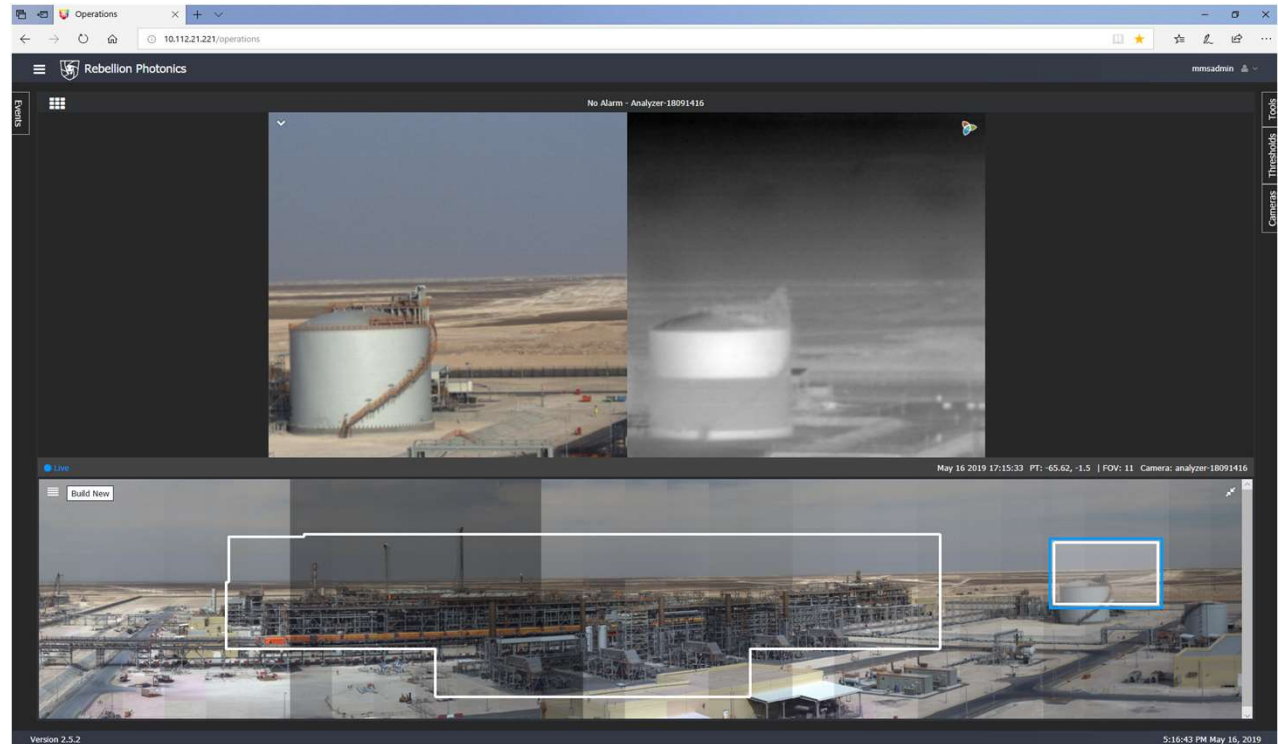 Operations
10.112.21.221/operations
Rebellion Photonics
mmsadmin
Events
No Alarm - Analyzer-18091416
Tools
Thresholds
Cameras
Live
May 16 2019 17:15:33 PT: -65.62, -1.5 | FOV: 11 Camera: analyzer-18091416
Build New
Version 2.5.2
5:16:43 PM May 16, 2019